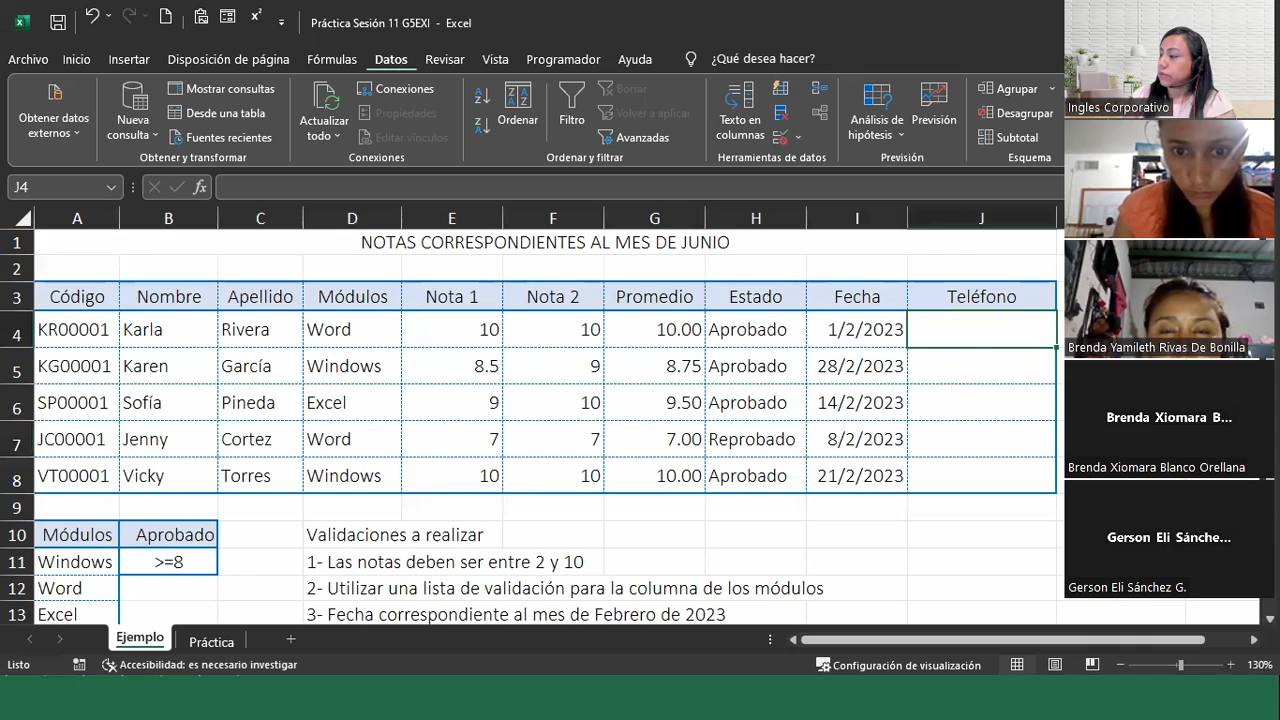 Práctica Sesión 11 G5EXI - Excel
Archivo Inicio Insertar Disposición de página Fórmulas Datos Revisar Vista Programador Ayuda ¿Qué desea hacer?
Obtener datos externos
Nueva consulta
Mostrar consultas
Desde una tabla
Fuentes recientes
Obtener y transformar
Actualizar todo
Conexiones
Propiedades
Editar vínculos
Conexiones
Ordenar
Filtro
Borrar
Volver a aplicar
Avanzadas
Ordenar y filtrar
Texto en columnas
Herramientas de datos
Análisis de hipótesis
Previsión
Previsión
Agrupar
Desagrupar
Subtotal
Esquema
J4
A B C D E F G H I J
1 NOTAS CORRESPONDIENTES AL MES DE JUNIO
2
3 Código Nombre Apellido Módulos Nota 1 Nota 2 Promedio Estado Fecha Teléfono
4 KR00001 Karla Rivera Word 10 10 10.00 Aprobado 1/2/2023
5 KG00001 Karen García Windows 8.5 9 8.75 Aprobado 28/2/2023
6 SP00001 Sofía Pineda Excel 9 10 9.50 Aprobado 14/2/2023
7 JC00001 Jenny Cortez Word 7 7 7.00 Reprobado 8/2/2023
8 VT00001 Vicky Torres Windows 10 10 10.00 Aprobado 21/2/2023
9
10 Módulos Aprobado Validaciones a realizar
11 Windows >=8 1- Las notas deben ser entre 2 y 10
12 Word 2- Utilizar una lista de validación para la columna de los módulos
13 Excel 3- Fecha correspondiente al mes de Febrero de 2023
Ejemplo Práctica
Listo Accesibilidad: es necesario investigar Configuración de visualización 130%
Ingles Corporativo
Brenda Yamileth Rivas De Bonilla
Brenda Xiomara B...
Brenda Xiomara Blanco Orellana
Gerson Eli Sánche...
Gerson Eli Sánchez G.